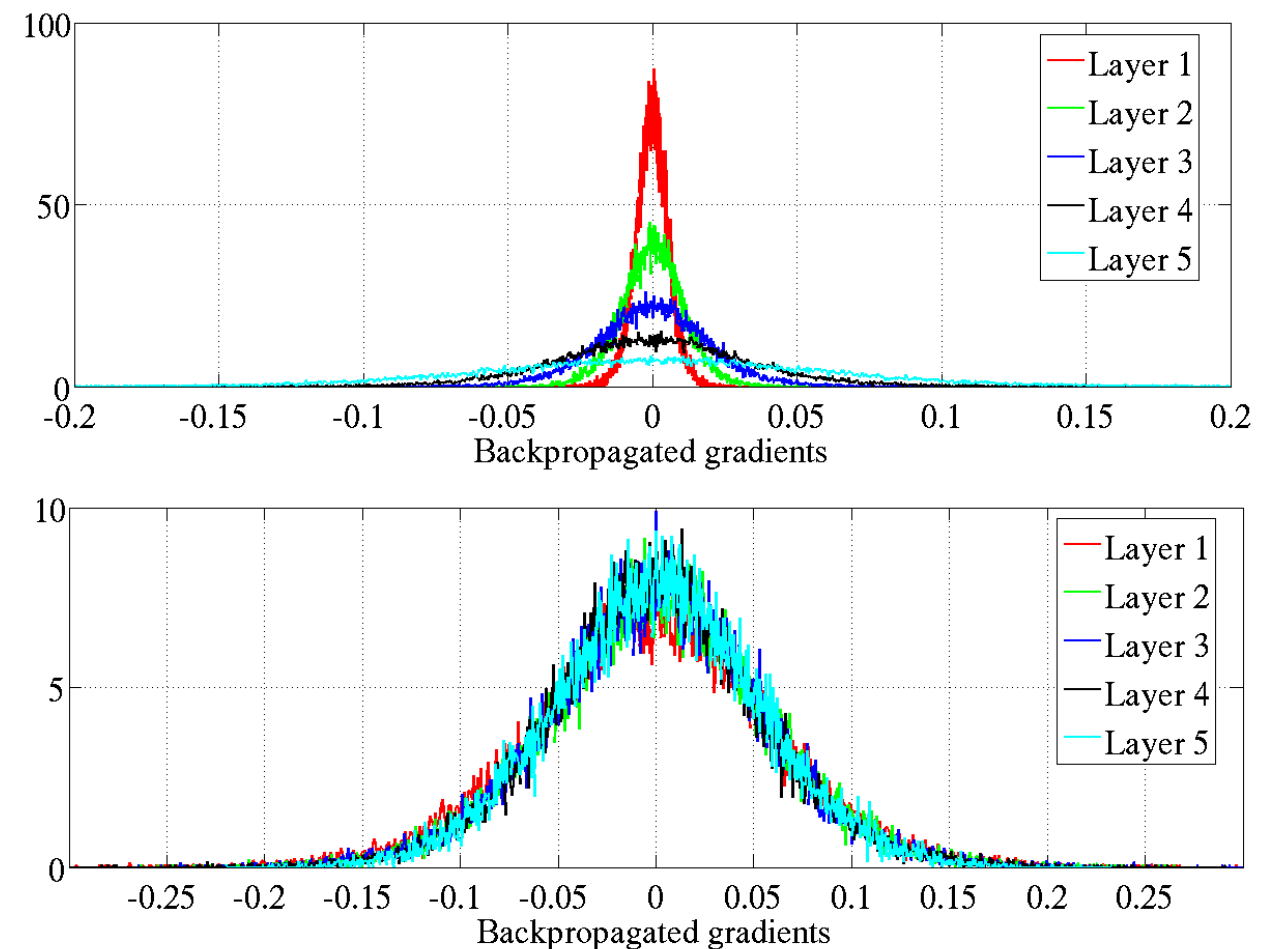 100
50
0
-0.2 -0.15 -0.1 -0.05 0 0.05 0.1 0.15 0.2
Backpropagated gradients
Layer 1
Layer 2
Layer 3
Layer 4
Layer 5
10
5
0
-0.25 -0.2 -0.15 -0.1 -0.05 0 0.05 0.1 0.15 0.2 0.25
Backpropagated gradients
Layer 1
Layer 2
Layer 3
Layer 4
Layer 5